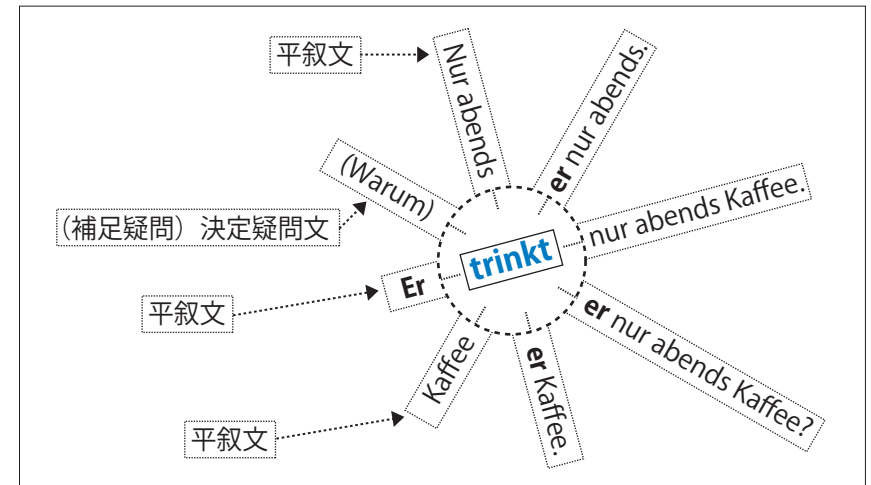 平叙文
Nur abends
er nur abends.
(Warum)
nur abends Kaffee.
(補足疑問) 決定疑問文
trinkt
Er
平叙文
er nur abends Kaffee?
Kaffee
er Kaffee.
平叙文